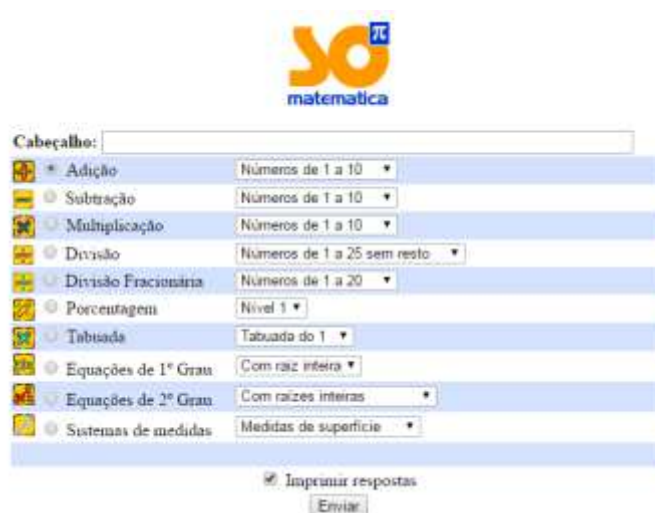 SO π
matematica
Cabeçalho:
Adição Números de 1 a 10
Subtração Números de 1 a 10
Multiplicação Números de 1 a 10
Divisão Números de 1 a 25 sem resto
Divisão Fracionária Números de 1 a 20
Porcentagem Nível 1
Tabuada Tabuada do 1
Equações de 1º Grau Com raiz inteira
Equações de 2º Grau Com raízes inteiras
Sistemas de medidas Medidas de superfície
Imprimir respostas
Enviar